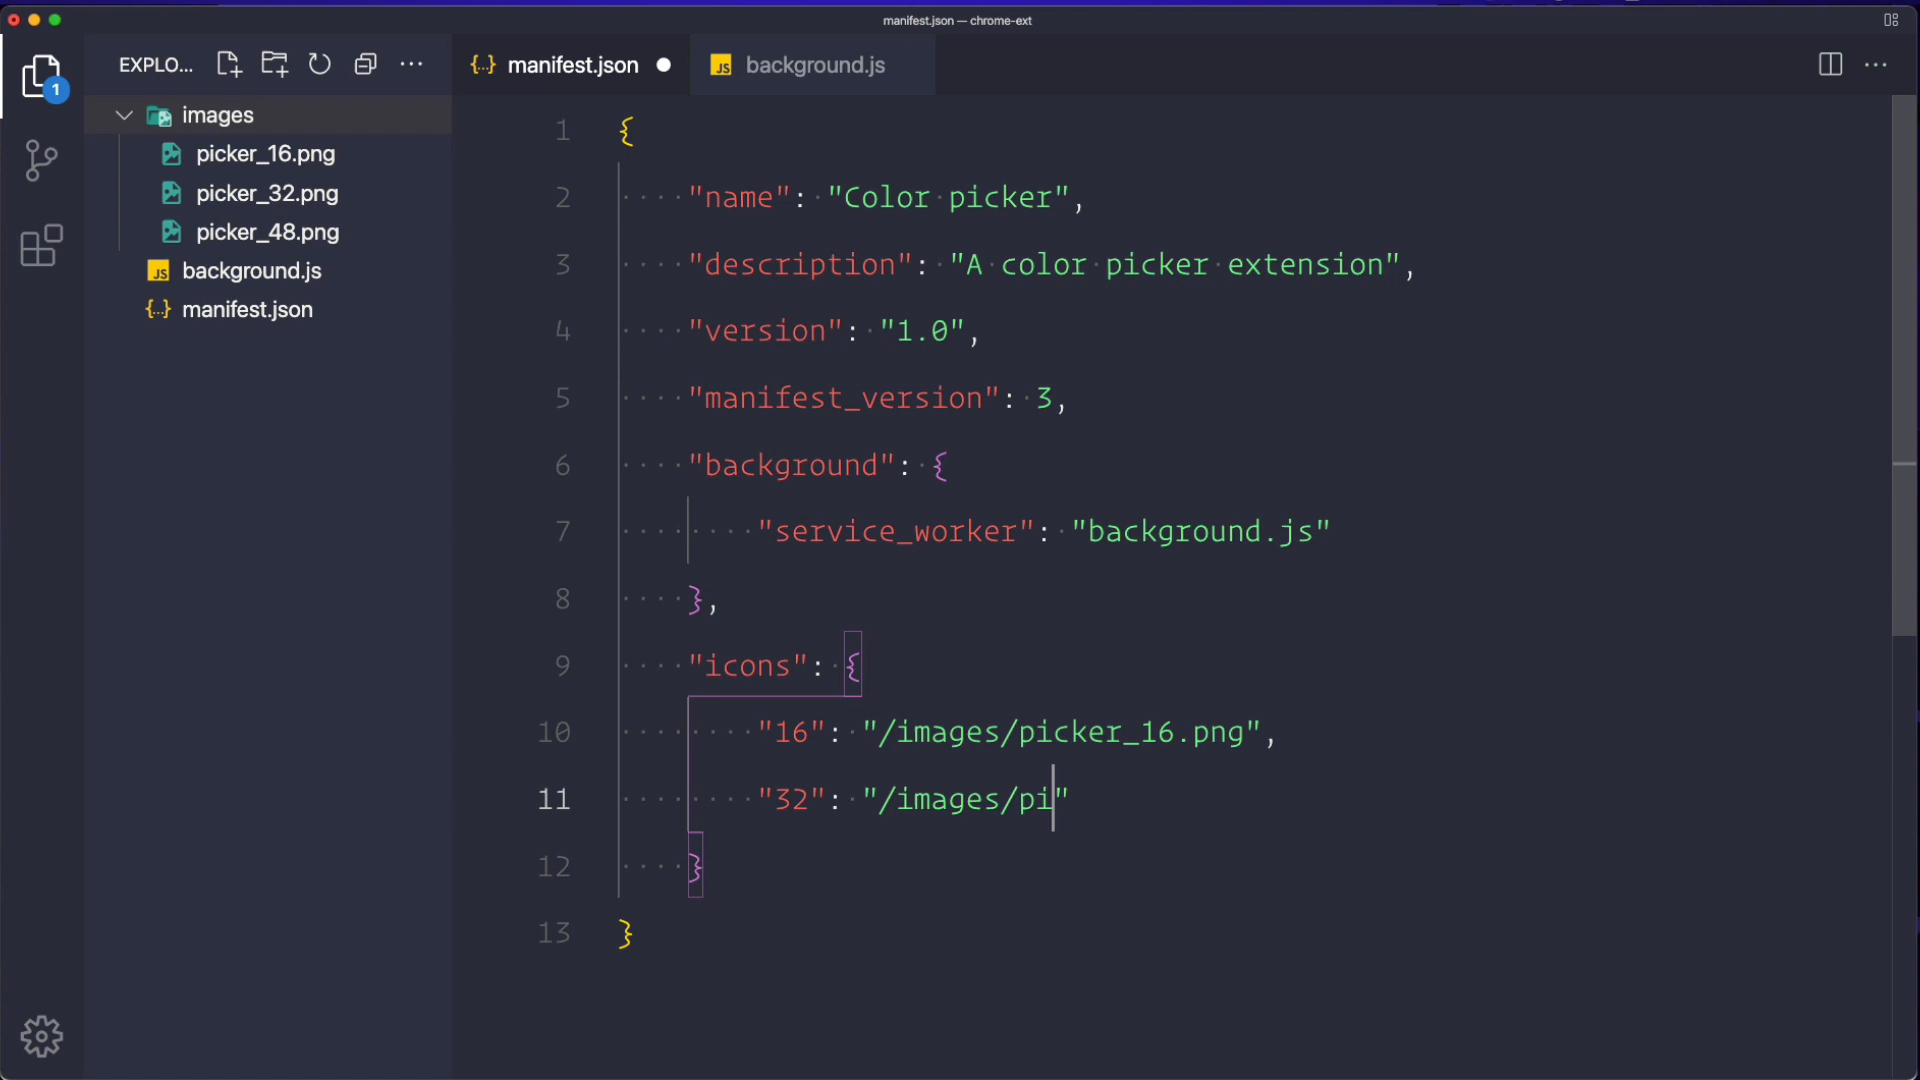 manifest.json — chrome-ext
EXPLO...
manifest.json
background.js
1
images
picker_16.png
picker_32.png
picker_48.png
background.js
manifest.json
1 {
2 "name": "Color picker",
3 "description": "A color picker extension",
4 "version": "1.0",
5 "manifest_version": 3,
6 "background": {
7 "service_worker": "background.js"
8 },
9 "icons": {
10 "16": "/images/picker_16.png",
11 "32": "/images/pi"
12 }
13 }